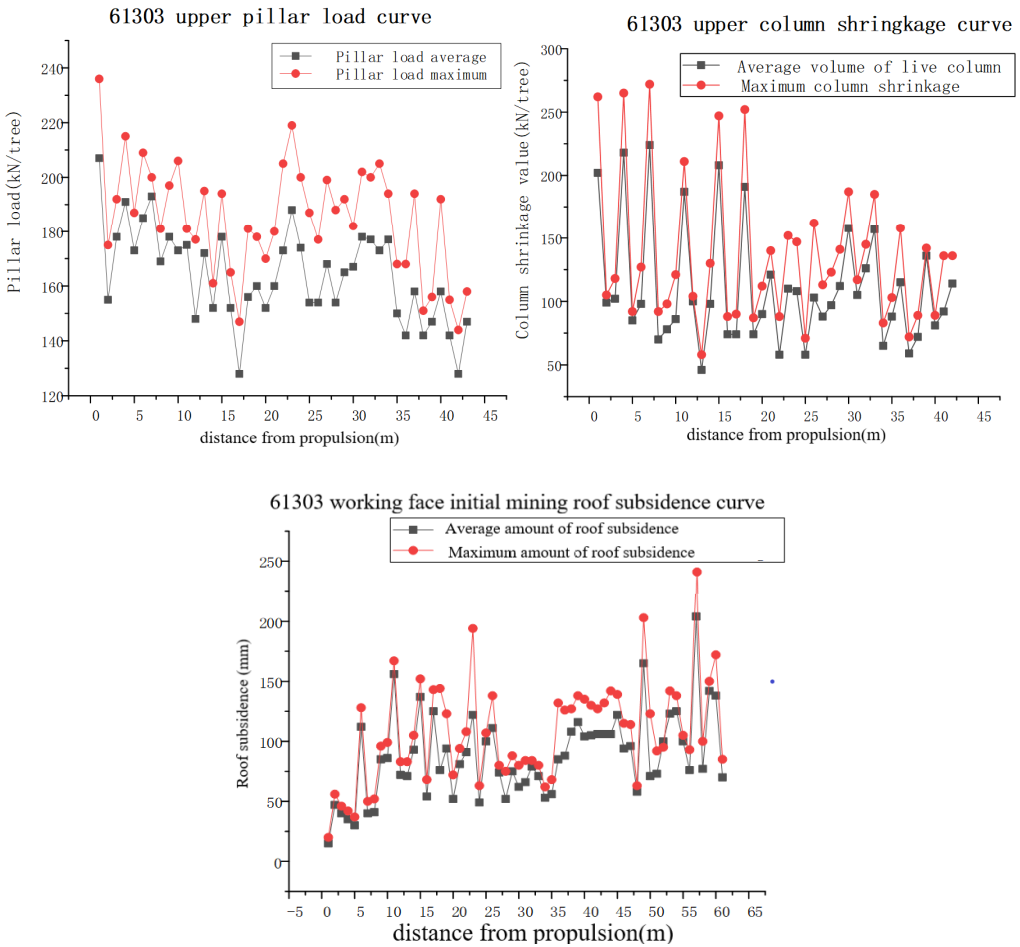 61303 upper pillar load curve
Pillar load average
Pillar load maximum
Pillar load(kN/tree)
240
220
200
180
160
140
120
0 5 10 15 20 25 30 35 40 45
distance from propulsion(m)
61303 upper column shringkage curve
Average volume of live column
Maximum column shrinkage
Column shrinkage value(kN/tree)
300
250
200
150
100
50
0 5 10 15 20 25 30 35 40 45
distance from propulsion(m)
61303 working face initial mining roof subsidence curve
Average amount of roof subsidence
Maximum amount of roof subsidence
Roof subsidence (mm)
250
200
150
100
50
0
-5 0 5 10 15 20 25 30 35 40 45 50 55 60 65
distance from propulsion(m)